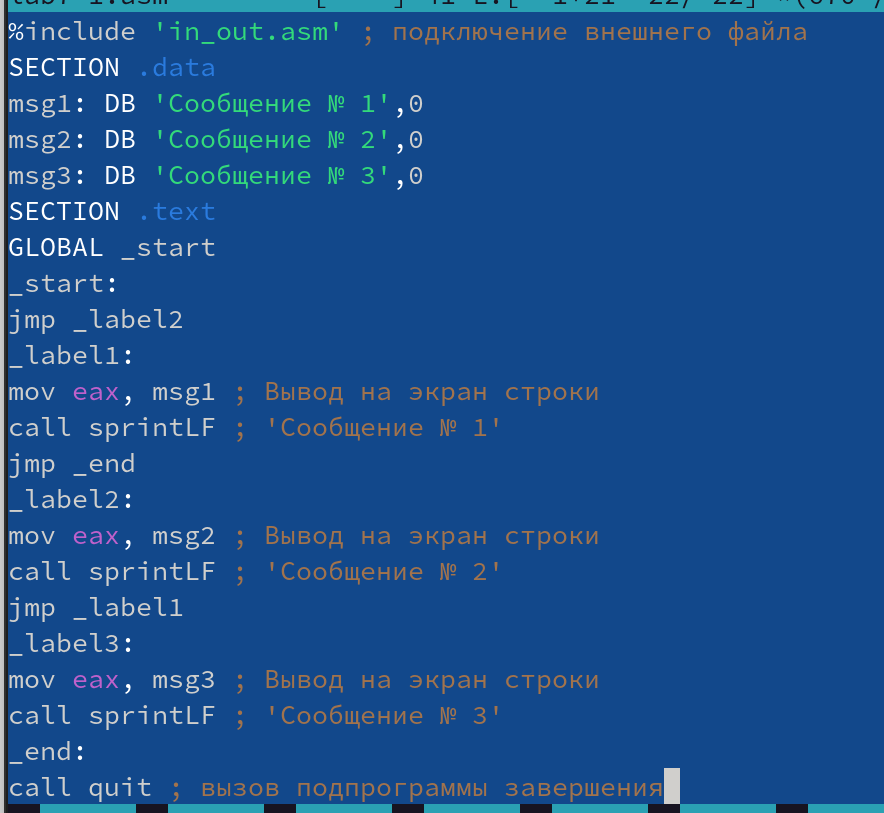 %include 'in_out.asm' ; подключение внешнего файла
SECTION .data
msg1: DB 'Сообщение № 1',0
msg2: DB 'Сообщение № 2',0
msg3: DB 'Сообщение № 3',0
SECTION .text
GLOBAL _start
_start:
jmp _label2
_label1:
mov eax, msg1 ; Вывод на экран строки
call sprintLF ; 'Сообщение № 1'
jmp _end
_label2:
mov eax, msg2 ; Вывод на экран строки
call sprintLF ; 'Сообщение № 2'
jmp _label1
_label3:
mov eax, msg3 ; Вывод на экран строки
call sprintLF ; 'Сообщение № 3'
_end:
call quit ; вызов подпрограммы завершения